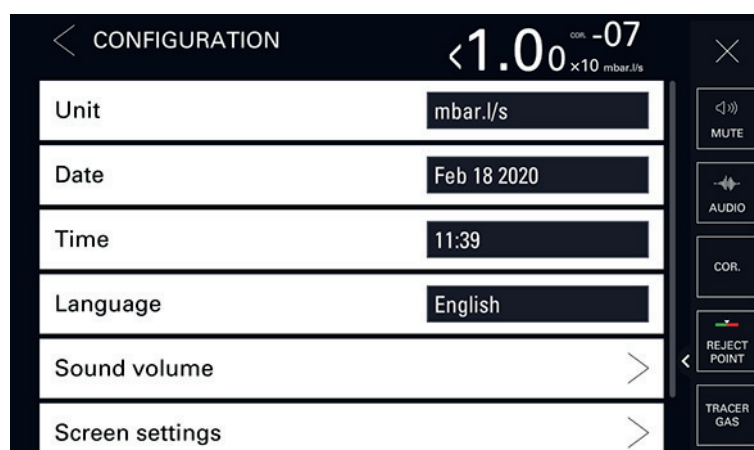 CONFIGURATION
<1.00 COR. -07
×10 mbar.l/s
Unit
mbar.l/s
Date
Feb 18 2020
Time
11:39
Language
English
Sound volume
Screen settings
MUTE
AUDIO
COR.
REJECT
POINT
TRACER
GAS